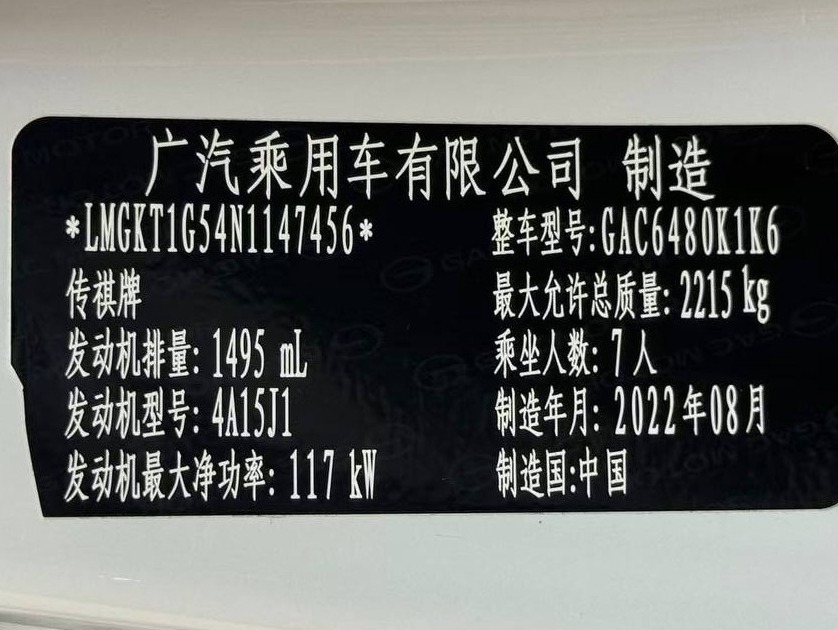 广汽乘用车有限公司 制造
*LMGKT1G54N1147456*
整车型号:GAC6480K1K6
传祺牌
最大允许总质量: 2215 kg
发动机排量: 1495 mL
乘坐人数: 7人
发动机型号: 4A15J1
制造年月: 2022年08月
发动机最大净功率: 117 kW
制造国:中国